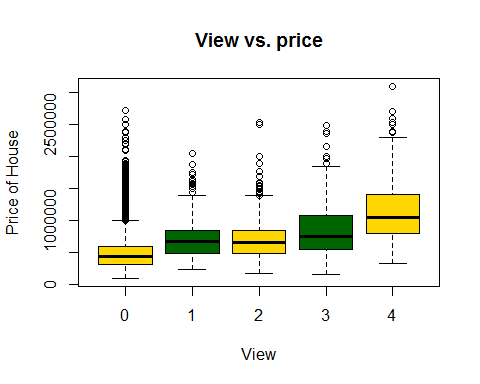 View vs. price
Price of House
2500000
1000000
0
0 1 2 3 4
View